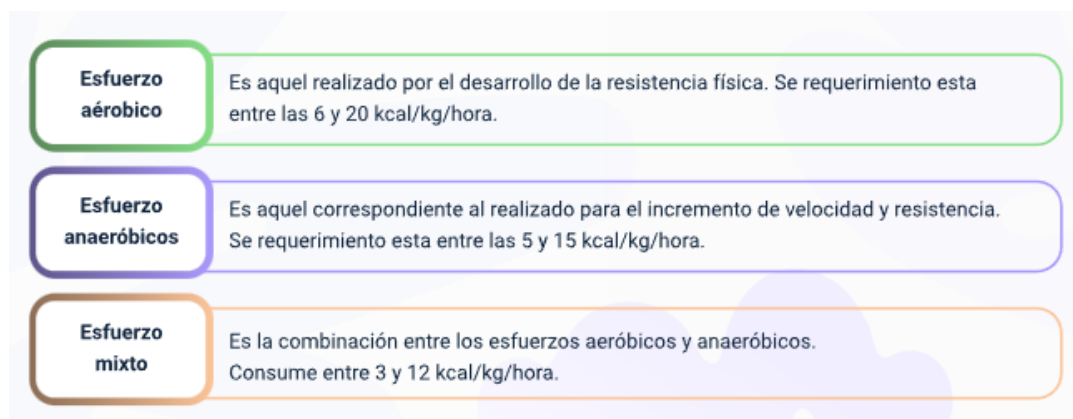 Esfuerzo
aérobico
Es aquel realizado por el desarrollo de la resistencia física. Se requerimiento esta
entre las 6 y 20 kcal/kg/hora.
Esfuerzo
anaeróbicos
Es aquel correspondiente al realizado para el incremento de velocidad y resistencia.
Se requerimiento esta entre las 5 y 15 kcal/kg/hora.
Esfuerzo
mixto
Es la combinación entre los esfuerzos aeróbicos y anaeróbicos.
Consume entre 3 y 12 kcal/kg/hora.